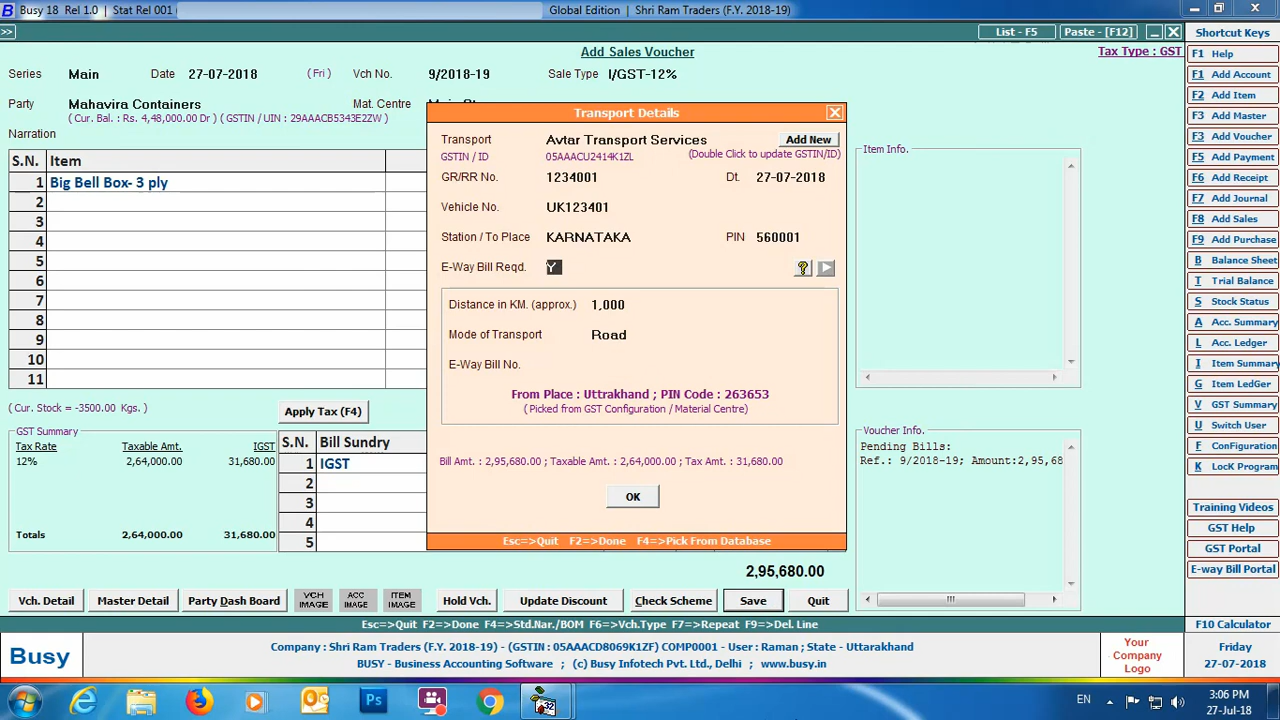 Busy 18 Rel 1.0 | Stat Rel 001 Global Edition | Shri Ram Traders (F.Y. 2018-19)
>> List - F5 Paste - [F12] Shortcut Keys
Add Sales Voucher Tax Type : GST
Series Main Date 27-07-2018 (Fri) Vch No. 9/2018-19 Sale Type I/GST-12%
Party Mahavira Containers Mat. Centre
(Cur. Bal. : Rs. 4,48,000.00 Dr) (GSTIN / UIN : 29AAACB5343E2ZW)
Narration
S.N. Item
1 Big Bell Box- 3 ply
2
3
4
5
6
7
8
9
10
11
(Cur. Stock = -3500.00 Kgs.)
Apply Tax (F4)
GST Summary
Tax Rate Taxable Amt. IGST
12% 2,64,000.00 31,680.00
Totals 2,64,000.00 31,680.00
S.N. Bill Sundry
1 IGST
2
3
4
5
Transport Details
Transport Avtar Transport Services Add New
GSTIN / ID 05AAACU2414K1ZL (Double Click to update GSTIN/ID)
GR/RR No. 1234001 Dt. 27-07-2018
Vehicle No. UK123401
Station / To Place KARNATAKA PIN 560001
E-Way Bill Reqd. Y ?
Distance in KM. (approx.) 1,000
Mode of Transport Road
E-Way Bill No.
From Place : Uttrakhand ; PIN Code : 263653
(Picked from GST Configuration / Material Centre)
Bill Amt. : 2,95,680.00 ; Taxable Amt. : 2,64,000.00 ; Tax Amt. : 31,680.00
OK
Esc=>Quit F2=>Done F4=>Pick From Database
2,95,680.00
Item Info.
Voucher Info.
Pending Bills:
Ref.: 9/2018-19; Amount:2,95,68
Vch. Detail Master Detail Party Dash Board VCH IMAGE ACC IMAGE ITEM IMAGE Hold Vch. Update Discount Check Scheme Save Quit
Esc=>Quit F2=>Done F4=>Std.Nar./BOM F6=>Vch.Type F7=>Repeat F9=>Del. Line
F1 Help
F1 Add Account
F2 Add Item
F3 Add Master
F3 Add Voucher
F5 Add Payment
F6 Add Receipt
F7 Add Journal
F8 Add Sales
F9 Add Purchase
B Balance Sheet
T Trial Balance
S Stock Status
A Acc. Summary
L Acc. Ledger
I Item Summary
G Item LedGer
V GST Summary
U Switch User
F ConFiguration
K LocK Program
Training Videos
GST Help
GST Portal
E-way Bill Portal
F10 Calculator
Busy
Company : Shri Ram Traders (F.Y. 2018-19) - (GSTIN : 05AAACD8069K1ZF) COMP0001 - User : Raman ; State - Uttarakhand
BUSY - Business Accounting Software ; (c) Busy Infotech Pvt. Ltd., Delhi ; www.busy.in
Your
Company
Logo
Friday
27-07-2018
Ps 32 EN 3:06 PM
27-Jul-18